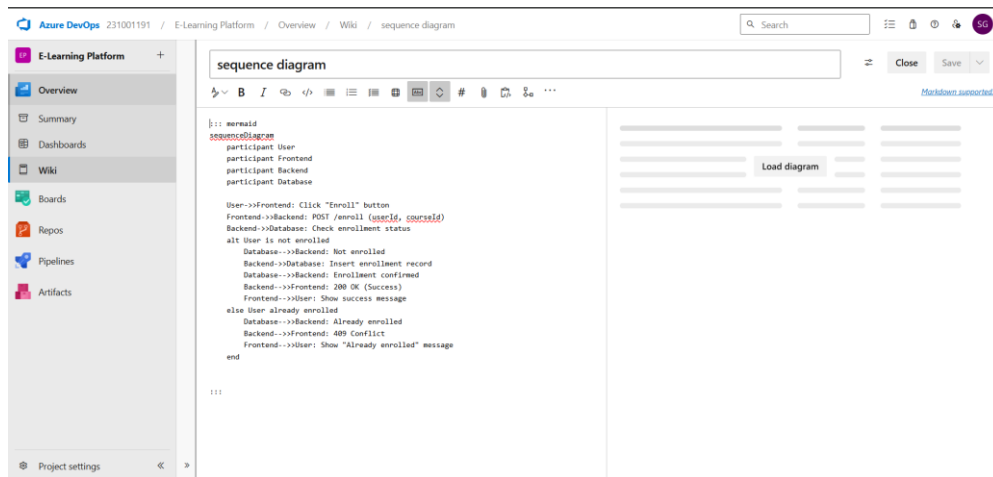 Azure DevOps 231001191 / E-Learning Platform / Overview / Wiki / sequence diagram
Search
SG
EP E-Learning Platform +
Overview
Summary
Dashboards
Wiki
Boards
Repos
Pipelines
Artifacts
Project settings
sequence diagram
Close
Save
B I </> # ...
Markdown supported.
::: mermaid
sequenceDiagram
participant User
participant Frontend
participant Backend
participant Database
User->>Frontend: Click "Enroll" button
Frontend->>Backend: POST /enroll (userId, courseId)
Backend->>Database: Check enrollment status
alt User is not enrolled
Database-->>Backend: Not enrolled
Backend->>Database: Insert enrollment record
Database-->>Backend: Enrollment confirmed
Backend-->>Frontend: 200 OK (Success)
Frontend-->>User: Show success message
else User already enrolled
Database-->>Backend: Already enrolled
Backend-->>Frontend: 409 Conflict
Frontend-->>User: Show "Already enrolled" message
end
:::
Load diagram